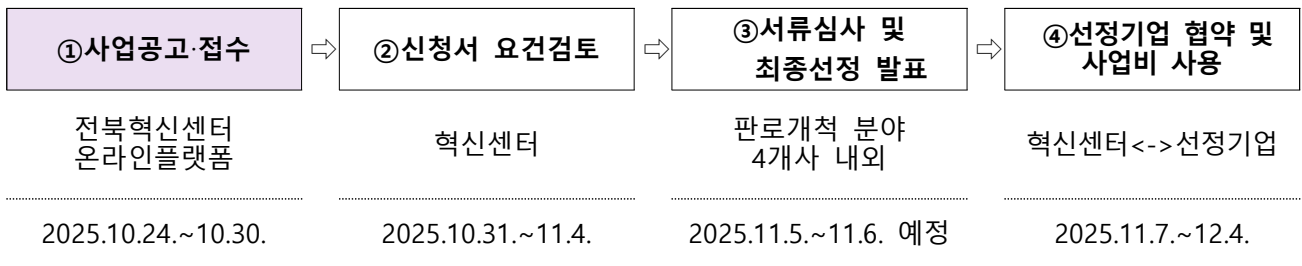 ①사업공고·접수
⇨
②신청서 요건검토
⇨
③서류심사 및
최종선정 발표
⇨
④선정기업 협약 및
사업비 사용
전북혁신센터
온라인플랫폼
혁신센터
판로개척 분야
4개사 내외
혁신센터<->선정기업
2025.10.24.~10.30.
2025.10.31.~11.4.
2025.11.5.~11.6. 예정
2025.11.7.~12.4.